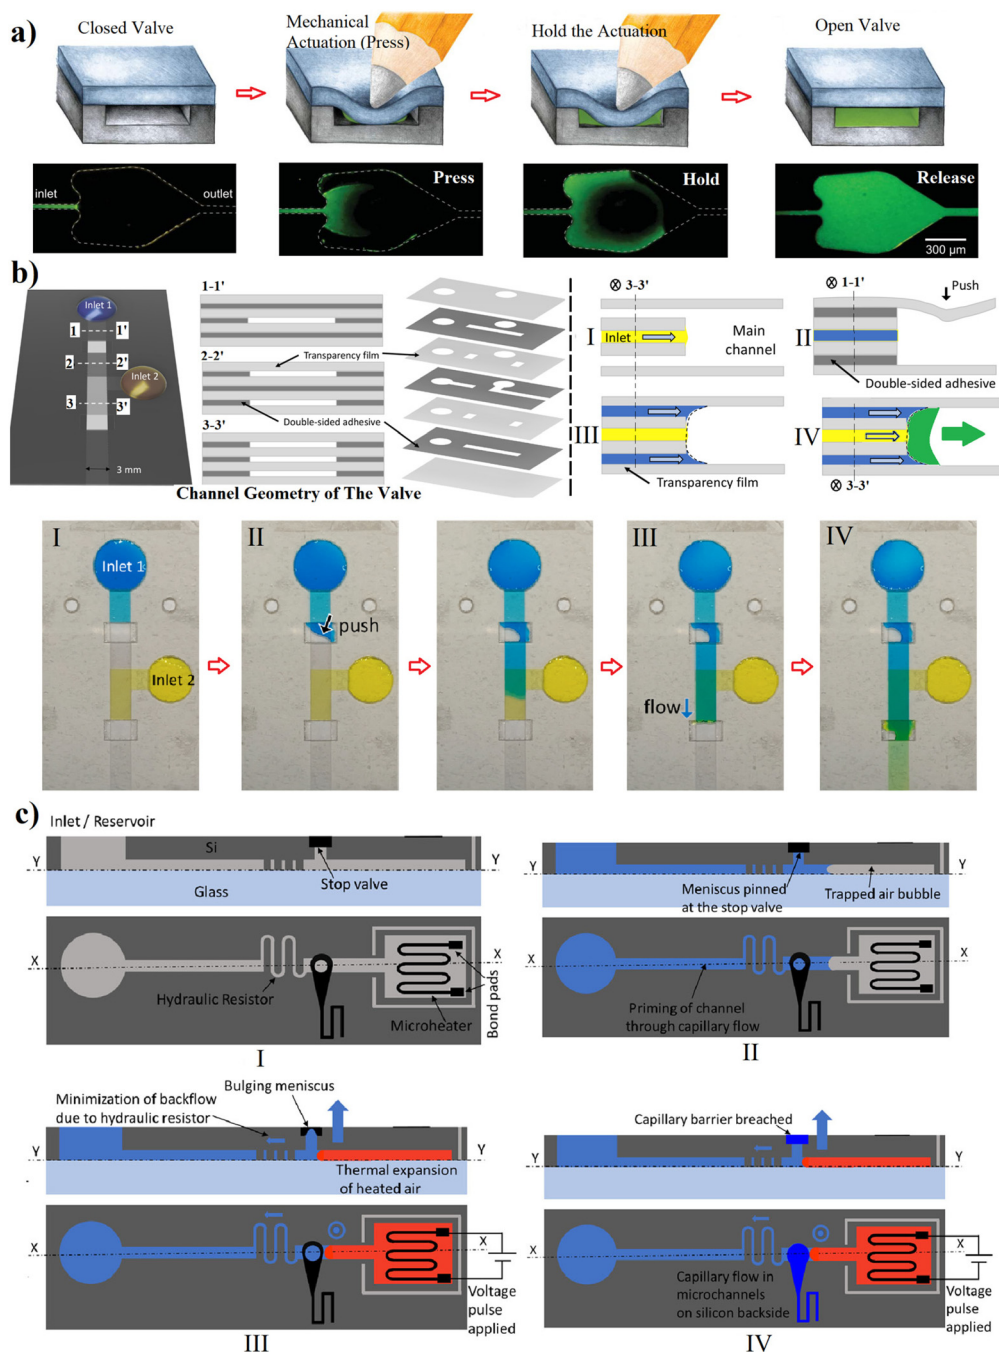 a)
Closed Valve
Mechanical
Actuation (Press)
Hold the Actuation
Open Valve
inlet
outlet
Press
Hold
Release
300 µm
b)
Inlet 1
1
1'
2
2'
Inlet 2
3
3'
3 mm
1-1'
2-2'
Transparency film
Double-sided adhesive
3-3'
Channel Geometry of The Valve
⊗ 3-3'
I
Inlet
Main
channel
⊗ 1-1'
Push
II
Double-sided adhesive
III
Transparency film
IV
⊗ 3-3'
I
Inlet 1
Inlet 2
II
push
III
flow
IV
c)
Inlet / Reservoir
Si
Y
Y
Stop valve
Glass
X
X
Hydraulic Resistor
Microheater
Bond pads
I
Y
Y
Meniscus pinned
at the stop valve
Trapped air bubble
X
X
Priming of channel
through capillary flow
II
Bulging meniscus
Minimization of backflow
due to hydraulic resistor
Y
Y
Thermal expansion
of heated air
X
X
Voltage
pulse
applied
III
Capillary barrier breached
Y
Y
X
X
Capillary flow in
microchannels
on silicon backside
Voltage
pulse
applied
IV